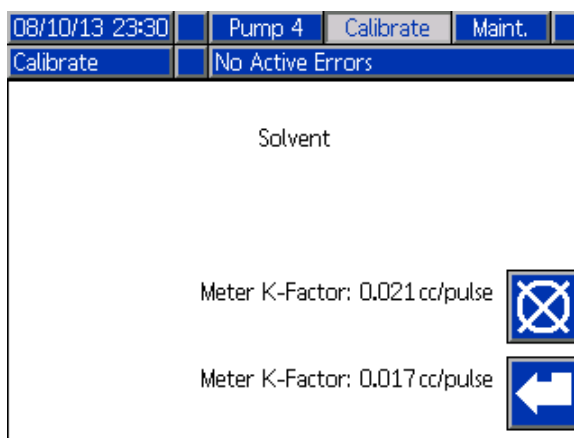 08/10/13 23:30 Pump 4 Calibrate Maint.
Calibrate No Active Errors
Solvent
Meter K-Factor: 0.021 cc/pulse
Meter K-Factor: 0.017 cc/pulse